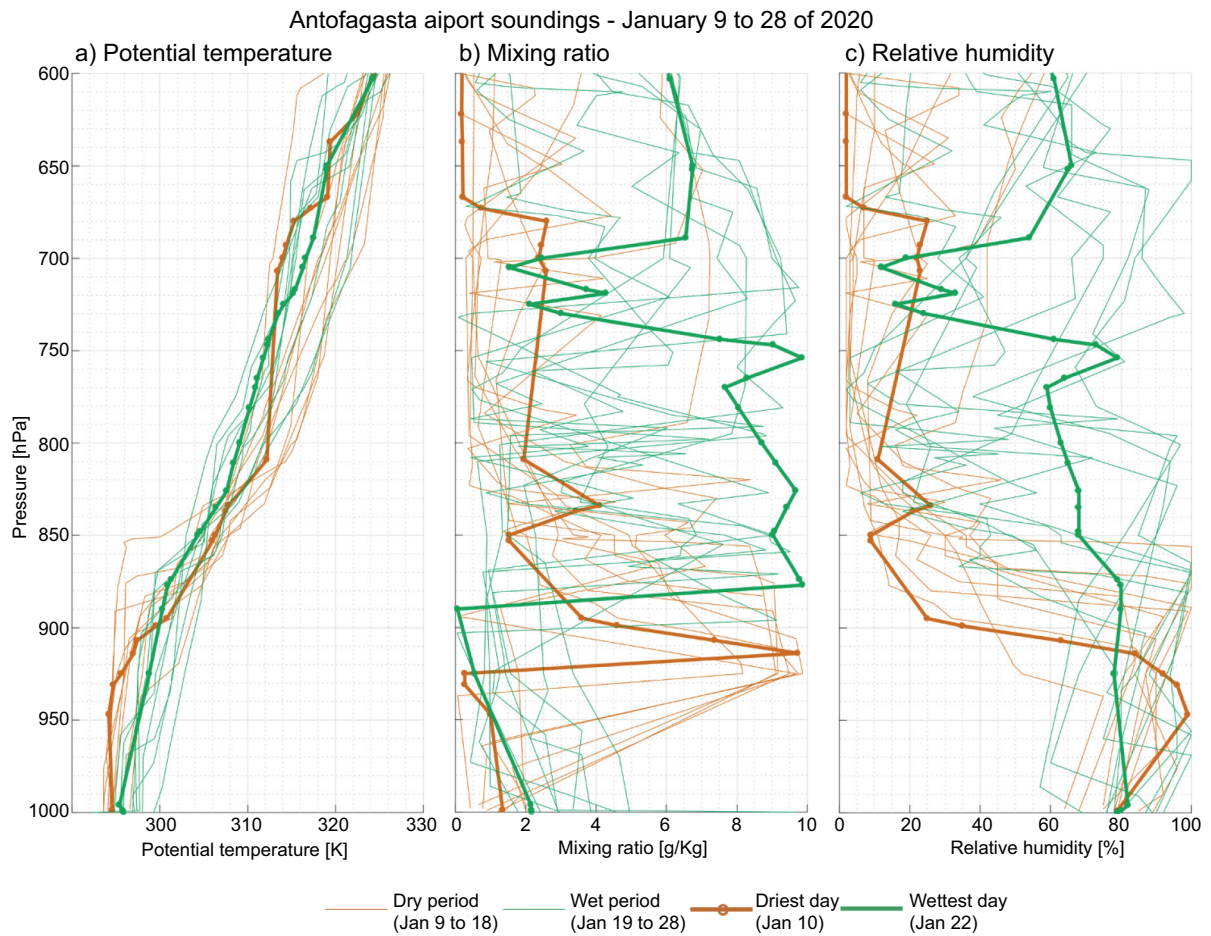 Antofagasta aiport soundings - January 9 to 28 of 2020
a) Potential temperature
b) Mixing ratio
c) Relative humidity
Pressure [hPa]
600
650
700
750
800
850
900
950
1000
300 310 320 330
0 2 4 6 8 10
0 20 40 60 80 100
Potential temperature [K]
Mixing ratio [g/Kg]
Relative humidity [%]
Dry period
(Jan 9 to 18)
Wet period
(Jan 19 to 28)
Driest day
(Jan 10)
Wettest day
(Jan 22)